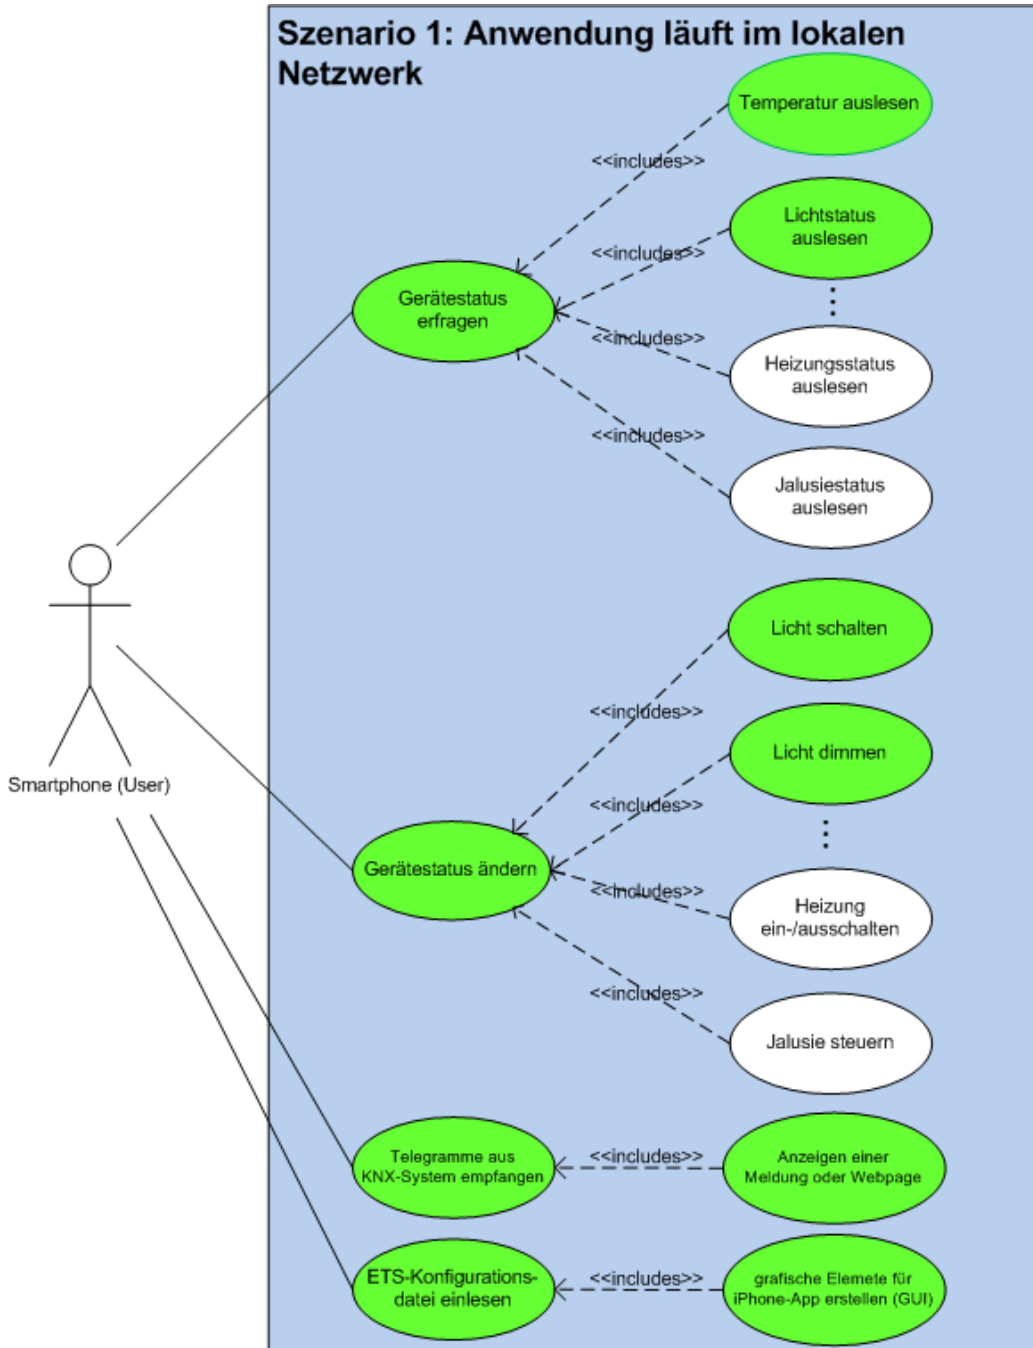 Szenario 1: Anwendung läuft im lokalen
Netzwerk
Temperatur auslesen
<<includes>>
Lichtstatus
auslesen
<<includes>>
Gerätestatus
erfragen
<<includes>>
Heizungsstatus
auslesen
<<includes>>
Jalusiestatus
auslesen
Licht schalten
<<includes>>
Licht dimmen
Smartphone (User)
<<includes>>
Gerätestatus ändern
<<includes>>
Heizung
ein-/ausschalten
<<includes>>
Jalusie steuern
Telegramme aus
KNX-System empfangen
<<includes>>
Anzeigen einer
Meldung oder Webpage
ETS-Konfigurations-
datei einlesen
<<includes>>
grafische Elemete für
iPhone-App erstellen (GUI)